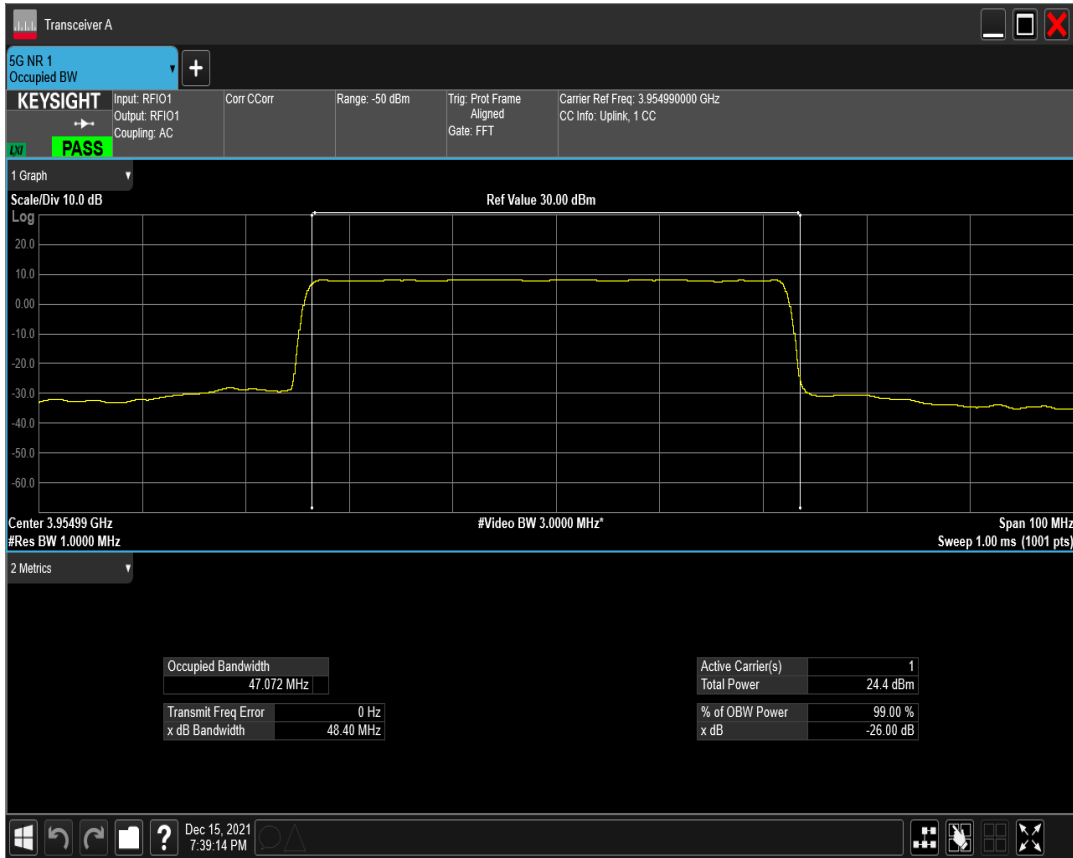 Transceiver A
5G NR 1
Occupied BW
KEYSIGHT
Input: RFIO1
Output: RFIO1
Coupling: AC
Corr CCorr
Range: -50 dBm
Trig: Prot Frame
Aligned
Gate: FFT
Carrier Ref Freq: 3.954990000 GHz
CC Info: Uplink, 1 CC
LXI
PASS
1 Graph
Scale/Div 10.0 dB
Ref Value 30.00 dBm
Log
20.0
10.0
0.00
-10.0
-20.0
-30.0
-40.0
-50.0
-60.0
Center 3.95499 GHz
#Video BW 3.0000 MHz*
Span 100 MHz
#Res BW 1.0000 MHz
Sweep 1.00 ms (1001 pts)
2 Metrics
Occupied Bandwidth
47.072 MHz
Transmit Freq Error 0 Hz
x dB Bandwidth 48.40 MHz
Active Carrier(s) 1
Total Power 24.4 dBm
% of OBW Power 99.00 %
x dB -26.00 dB
?
Dec 15, 2021
7:39:14 PM